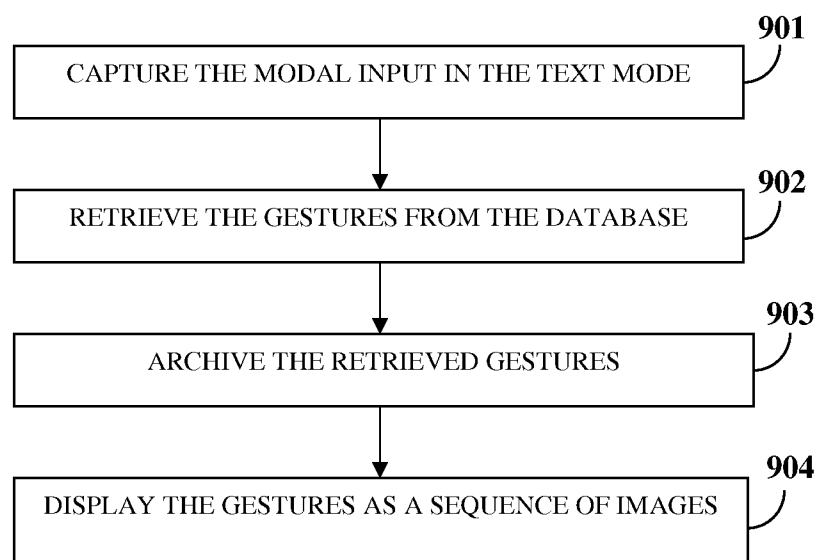 901
CAPTURE THE MODAL INPUT IN THE TEXT MODE
902
RETRIEVE THE GESTURES FROM THE DATABASE
903
ARCHIVE THE RETRIEVED GESTURES
904
DISPLAY THE GESTURES AS A SEQUENCE OF IMAGES